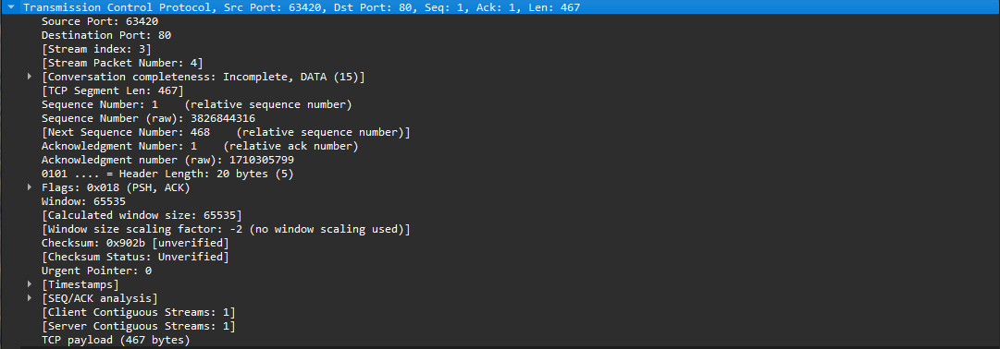 Transmission Control Protocol, Src Port: 63420, Dst Port: 80, Seq: 1, Ack: 1, Len: 467
Source Port: 63420
Destination Port: 80
[Stream index: 3]
[Stream Packet Number: 4]
[Conversation completeness: Incomplete, DATA (15)]
[TCP Segment Len: 467]
Sequence Number: 1    (relative sequence number)
Sequence Number (raw): 3826844316
[Next Sequence Number: 468    (relative sequence number)]
Acknowledgment Number: 1    (relative ack number)
Acknowledgment number (raw): 1710305799
0101 .... = Header Length: 20 bytes (5)
Flags: 0x018 (PSH, ACK)
Window: 65535
[Calculated window size: 65535]
[Window size scaling factor: -2 (no window scaling used)]
Checksum: 0x902b [unverified]
[Checksum Status: Unverified]
Urgent Pointer: 0
[Timestamps]
[SEQ/ACK analysis]
[Client Contiguous Streams: 1]
[Server Contiguous Streams: 1]
TCP payload (467 bytes)